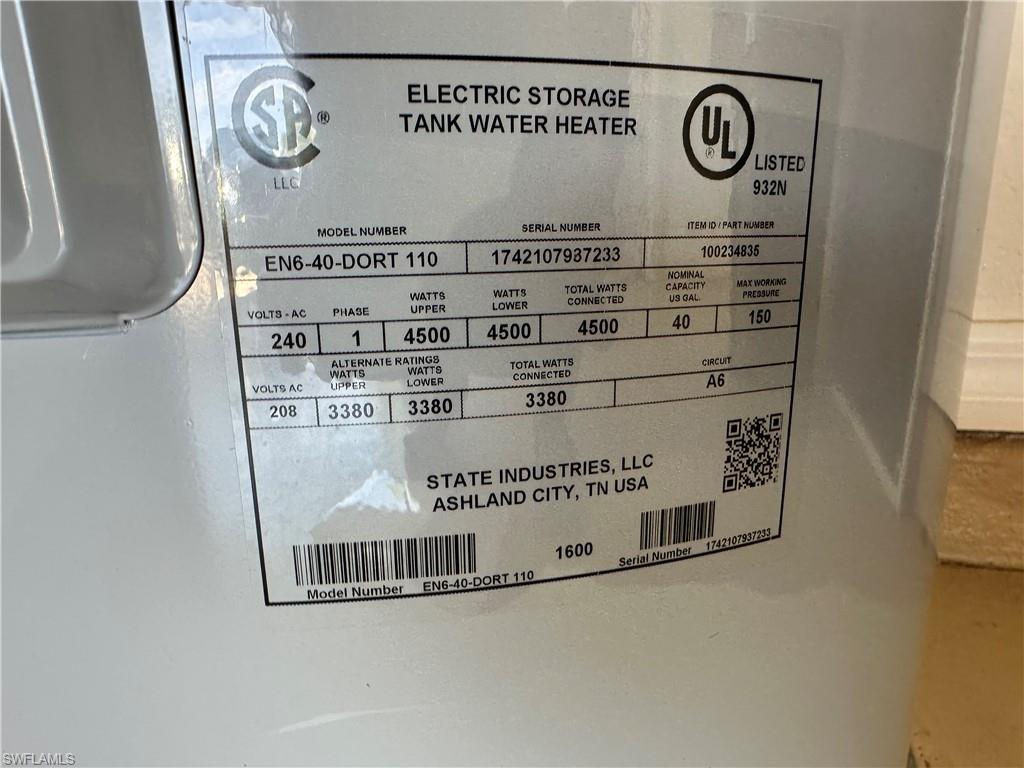 CSA ®
LLC
ELECTRIC STORAGE
TANK WATER HEATER
UL ®
LISTED
932N
MODEL NUMBER SERIAL NUMBER ITEM ID / PART NUMBER
EN6-40-DORT 110 1742107937233 100234835
VOLTS - AC PHASE WATTS UPPER WATTS LOWER TOTAL WATTS CONNECTED NOMINAL CAPACITY US GAL. MAX WORKING PRESSURE
240 1 4500 4500 4500 40 150
ALTERNATE RATINGS
VOLTS AC WATTS UPPER WATTS LOWER TOTAL WATTS CONNECTED CIRCUIT
208 3380 3380 3380 A6
STATE INDUSTRIES, LLC
ASHLAND CITY, TN USA
1600
Model Number EN6-40-DORT 110
Serial Number 1742107937233
SWFLAMLS